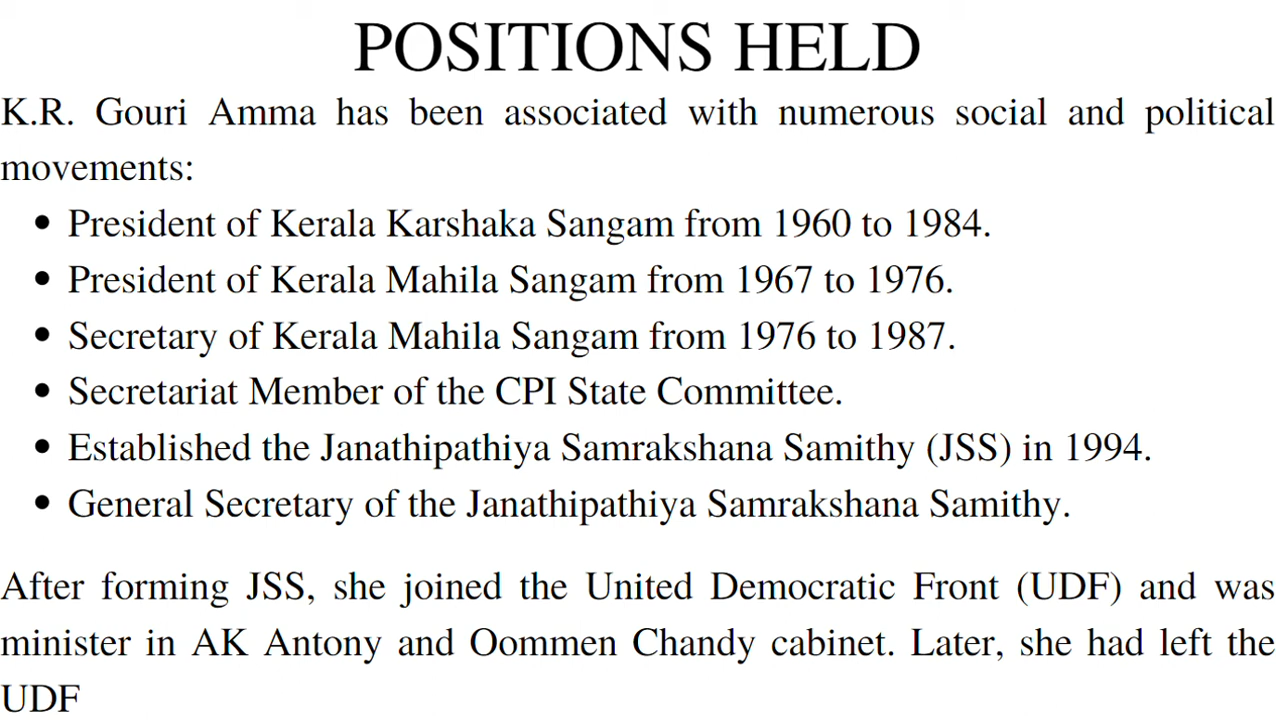 POSITIONS HELD
K.R. Gouri Amma has been associated with numerous social and political
movements:
• President of Kerala Karshaka Sangam from 1960 to 1984.
• President of Kerala Mahila Sangam from 1967 to 1976.
• Secretary of Kerala Mahila Sangam from 1976 to 1987.
• Secretariat Member of the CPI State Committee.
• Established the Janathipathiya Samrakshana Samithy (JSS) in 1994.
• General Secretary of the Janathipathiya Samrakshana Samithy.
After forming JSS, she joined the United Democratic Front (UDF) and was
minister in AK Antony and Oommen Chandy cabinet. Later, she had left the
UDF